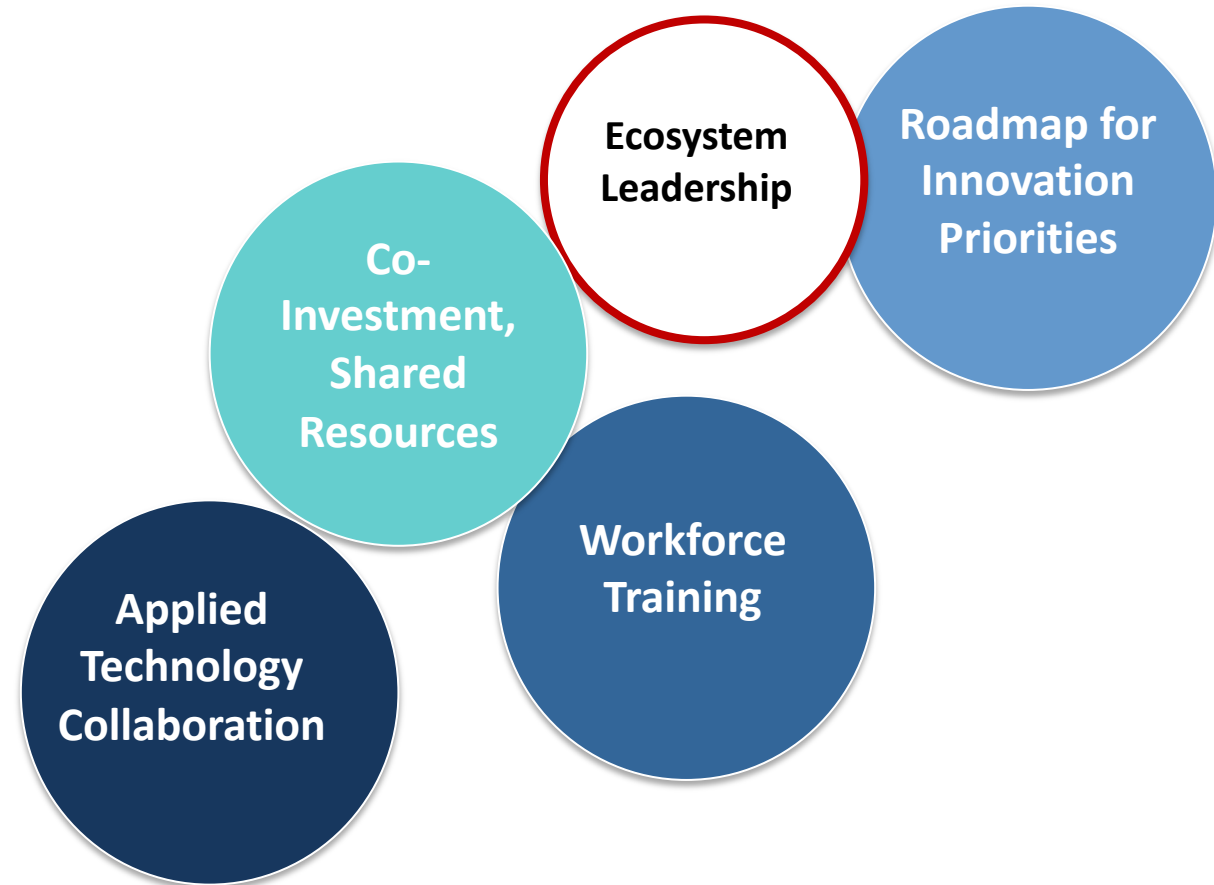 Ecosystem
Leadership
Roadmap for
Innovation
Priorities
Co-
Investment,
Shared
Resources
Workforce
Training
Applied
Technology
Collaboration